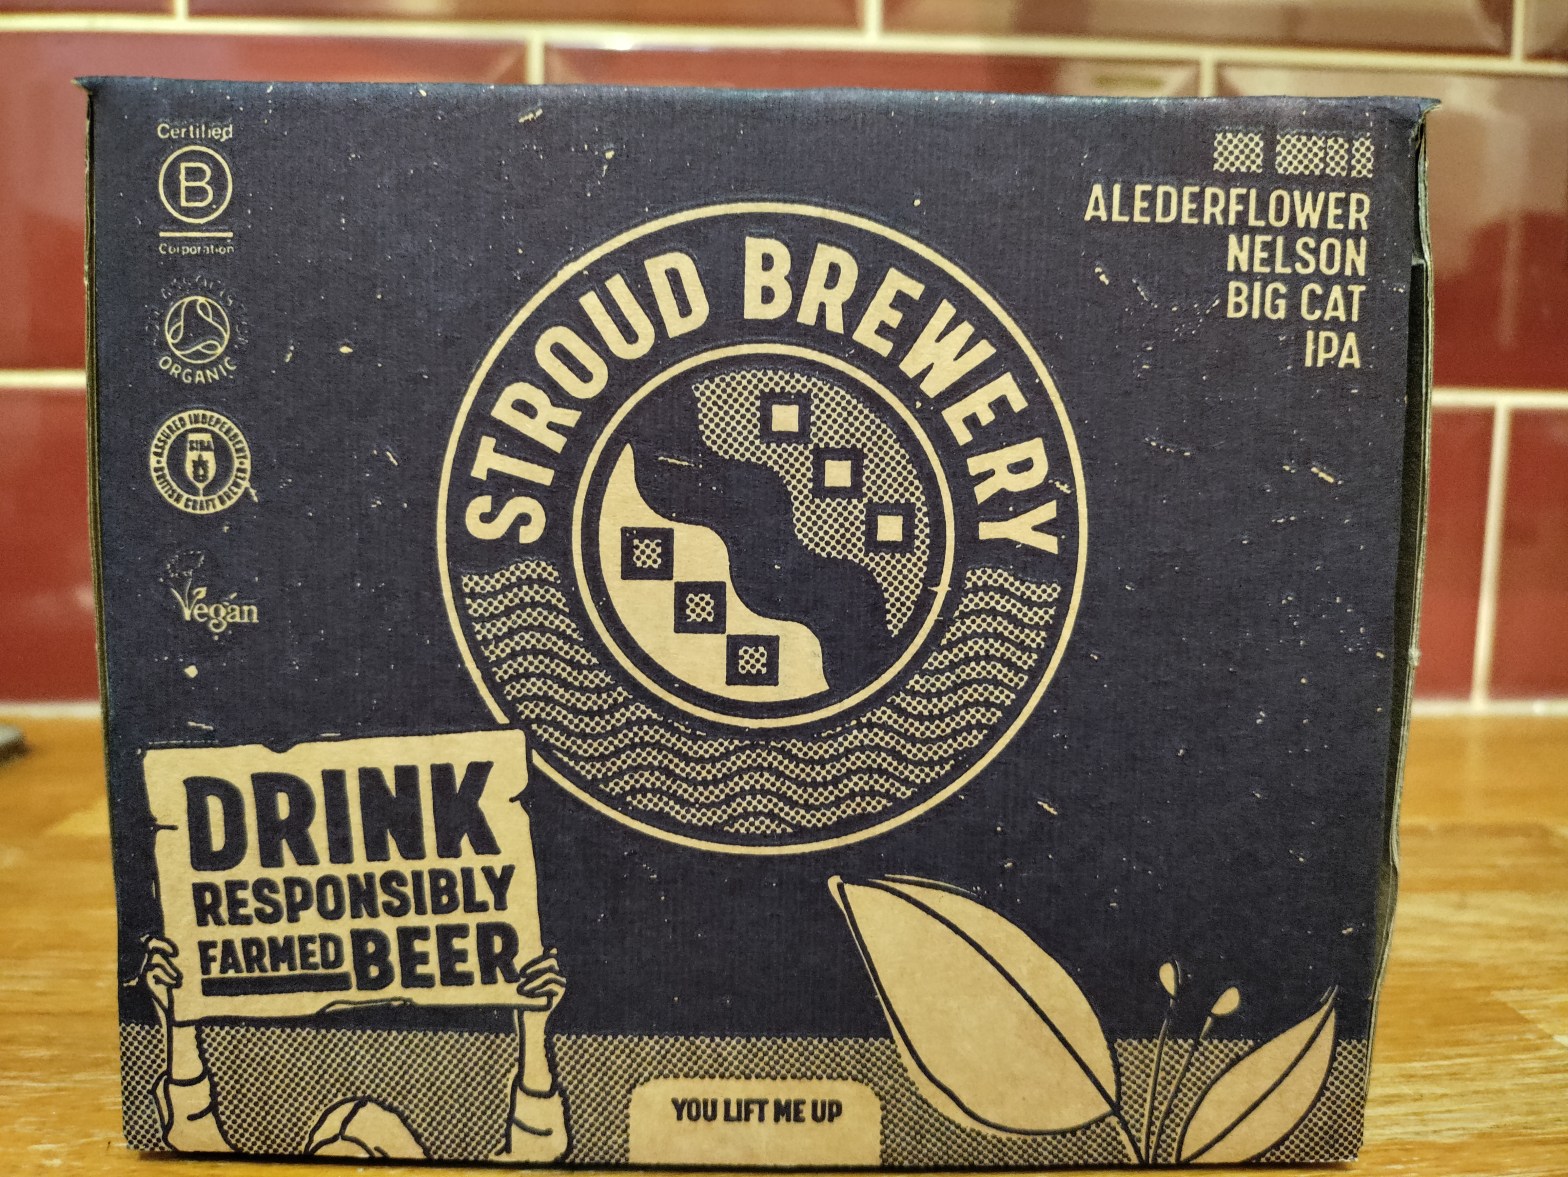 Certified
B
Corporation
ORGANIC
Vegan
STROUD BREWERY
ALEDERFLOWER
NELSON
BIG CAT
IPA
DRINK
RESPONSIBLY
FARMED BEER
YOU LIFT ME UP